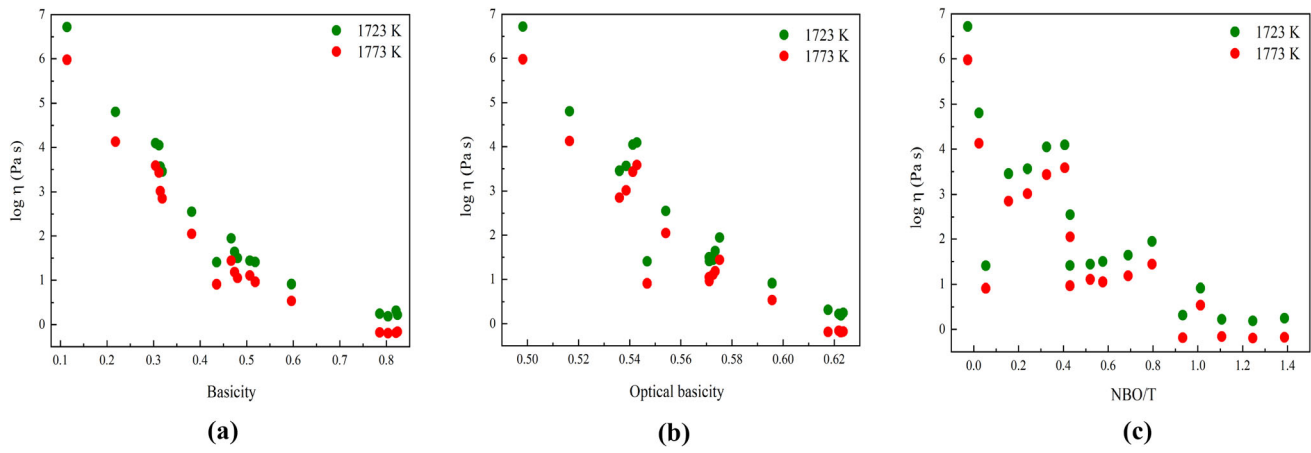 7
6
5
4
3
2
1
0
log η (Pa s)
1723 K
1773 K
0.1 0.2 0.3 0.4 0.5 0.6 0.7 0.8
Basicity
(a)
7
6
5
4
3
2
1
0
log η (Pa s)
1723 K
1773 K
0.50 0.52 0.54 0.56 0.58 0.60 0.62
Optical basicity
(b)
7
6
5
4
3
2
1
0
log η (Pa s)
1723 K
1773 K
0.0 0.2 0.4 0.6 0.8 1.0 1.2 1.4
NBO/T
(c)